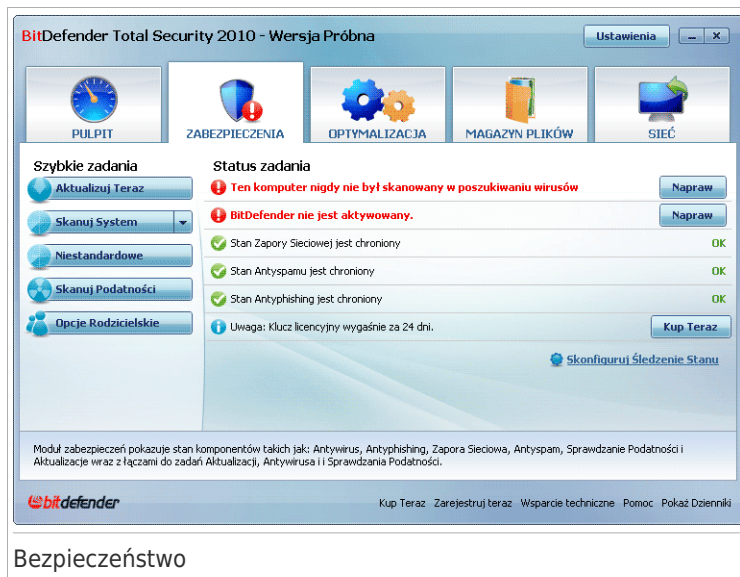 BitDefender Total Security 2010 - Wersja Próbna
Ustawienia
PULPIT
ZABEZPIECZENIA
OPTYMALIZACJA
MAGAZYN PLIKÓW
SIEĆ
Szybkie zadania
Aktualizuj Teraz
Skanuj System
Niestandardowe
Skanuj Podatności
Opcje Rodzicielskie
Status zadania
Ten komputer nigdy nie był skanowany w poszukiwaniu wirusów
Napraw
BitDefender nie jest aktywowany.
Napraw
Stan Zapory Sieciowej jest chroniony
OK
Stan Antyspamu jest chroniony
OK
Stan Antyphishing jest chroniony
OK
Uwaga: Klucz licencyjny wygaśnie za 24 dni.
Kup Teraz
Skonfiguruj Śledzenie Stanu
Moduł zabezpieczeń pokazuje stan komponentów takich jak: Antywirus, Antyphishing, Zapora Sieciowa, Antyspam, Sprawdzanie Podatności i
Aktualizacje wraz z łączami do zadań Aktualizacji, Antywirusa i i Sprawdzania Podatności.
bitdefender
Kup Teraz Zarejestruj teraz Wsparcie techniczne Pomoc Pokaż Dzienniki
Bezpieczeństwo